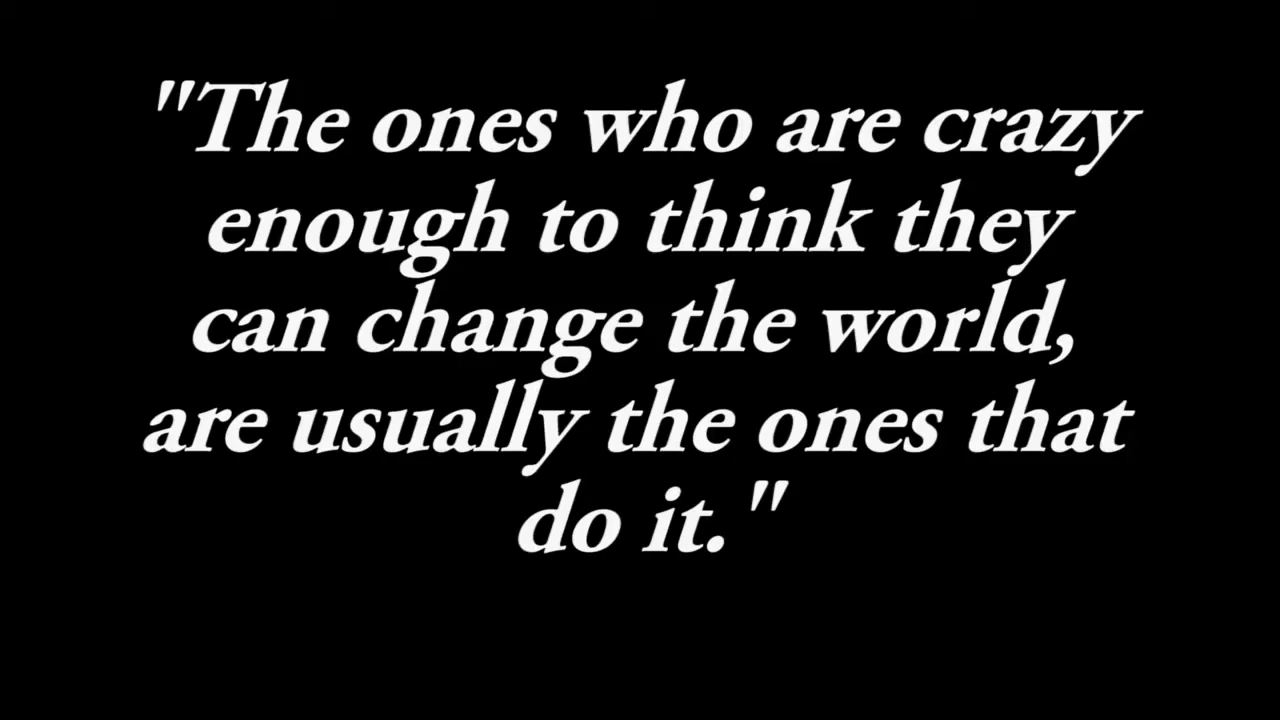 "The ones who are crazy
enough to think they
can change the world,
are usually the ones that
do it."